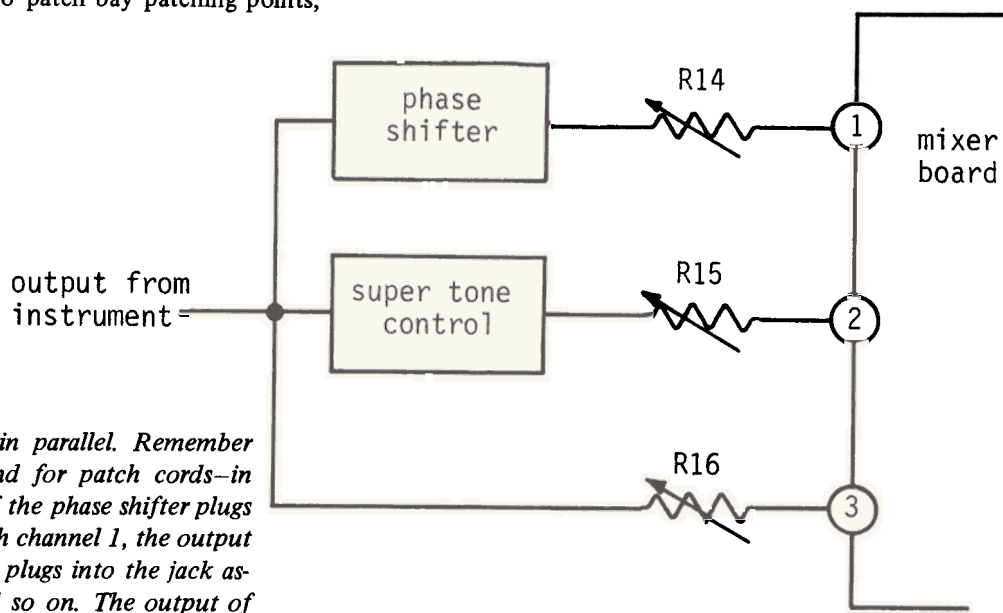 patch bay patching points,
R14
phase
shifter
1
mixer
board
R15
output from
instrument
super tone
control
2
in parallel. Remember
for patch cords—in
the phase shifter plugs
channel 1, the output
plugs into the jack as-
so on. The output of
R16
3